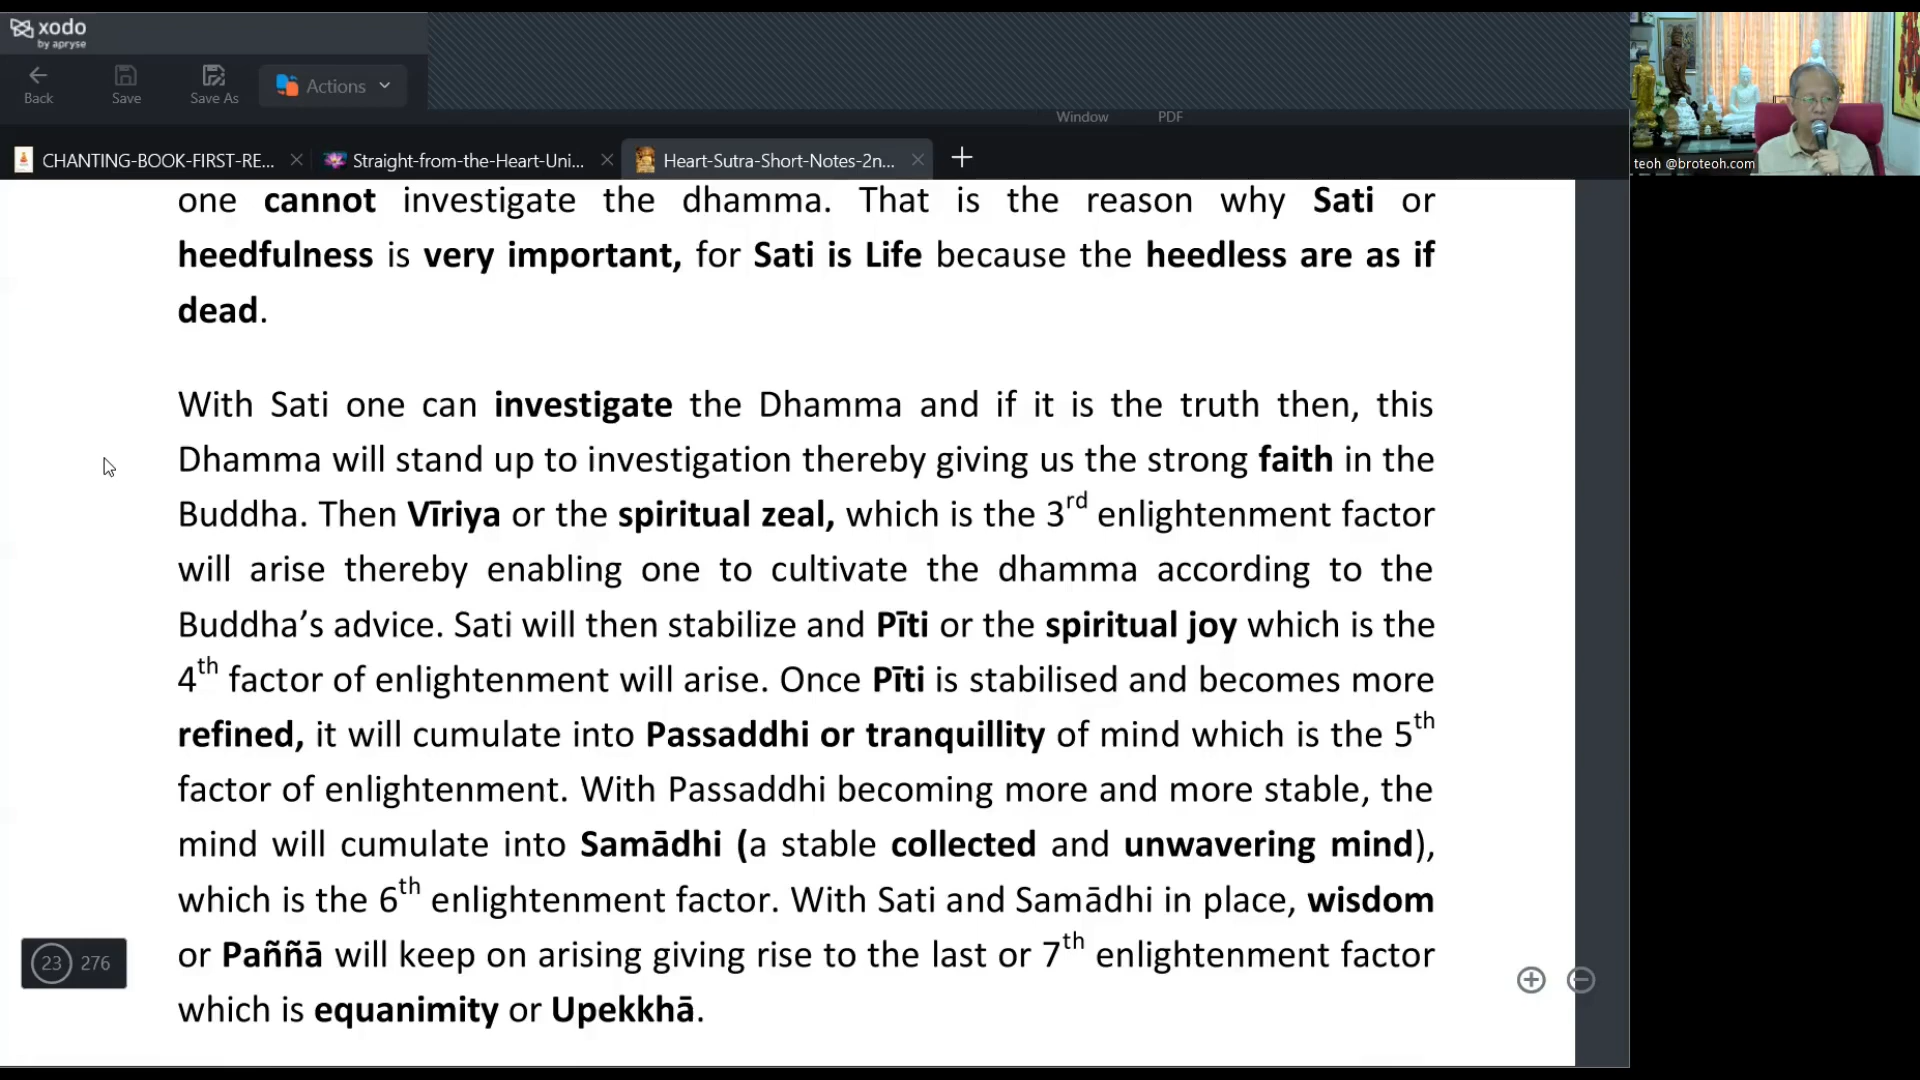 xodo
by apryse
Back
Save
Save As
Actions
Window
PDF
teoh @broteoh.com
CHANTING-BOOK-FIRST-RE...
Straight-from-the-Heart-Uni...
Heart-Sutra-Short-Notes-2n...
one cannot investigate the dhamma. That is the reason why Sati or
heedfulness is very important, for Sati is Life because the heedless are as if
dead.
With Sati one can investigate the Dhamma and if it is the truth then, this
Dhamma will stand up to investigation thereby giving us the strong faith in the
Buddha. Then Vīriya or the spiritual zeal, which is the 3rd enlightenment factor
will arise thereby enabling one to cultivate the dhamma according to the
Buddha’s advice. Sati will then stabilize and Pīti or the spiritual joy which is the
4th factor of enlightenment will arise. Once Pīti is stabilised and becomes more
refined, it will cumulate into Passaddhi or tranquillity of mind which is the 5th
factor of enlightenment. With Passaddhi becoming more and more stable, the
mind will cumulate into Samādhi (a stable collected and unwavering mind),
which is the 6th enlightenment factor. With Sati and Samādhi in place, wisdom
or Paññā will keep on arising giving rise to the last or 7th enlightenment factor
which is equanimity or Upekkhā.
23 276